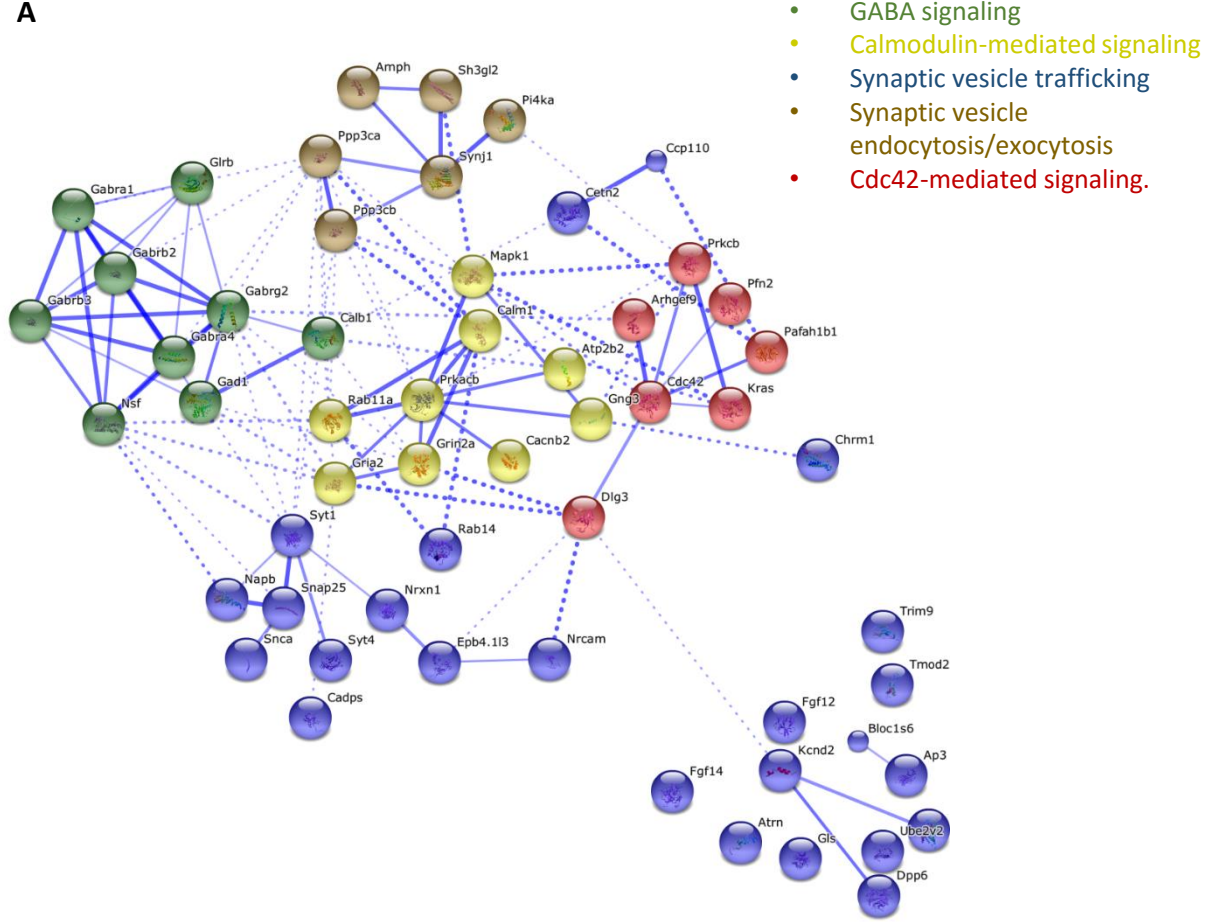 A
• GABA signaling
• Calmodulin-mediated signaling
• Synaptic vesicle trafficking
• Synaptic vesicle
endocytosis/exocytosis
• Cdc42-mediated signaling.
Amph
Sh3gl2
Pi4ka
Ppp3ca
Synj1
Ccp110
Glrb
Gabra1
Cetn2
Ppp3cb
Gabrb2
Mapk1
Prkcb
Gabrb3
Gabrg2
Pfn2
Arhgef9
Calb1
Calm1
Pafah1b1
Gabra4
Atp2b2
Gad1
Prkacb
Cdc42
Kras
Nsf
Rab11a
Gng3
Grin2a
Cacnb2
Chrm1
Gria2
Dlg3
Syt1
Rab14
Napb
Snap25
Nrxn1
Snca
Syt4
Epb4.1l3
Nrcam
Trim9
Tmod2
Cadps
Fgf12
Bloc1s6
Kcnd2
Ap3
Fgf14
Atrn
Gls
Ube2v2
Dpp6